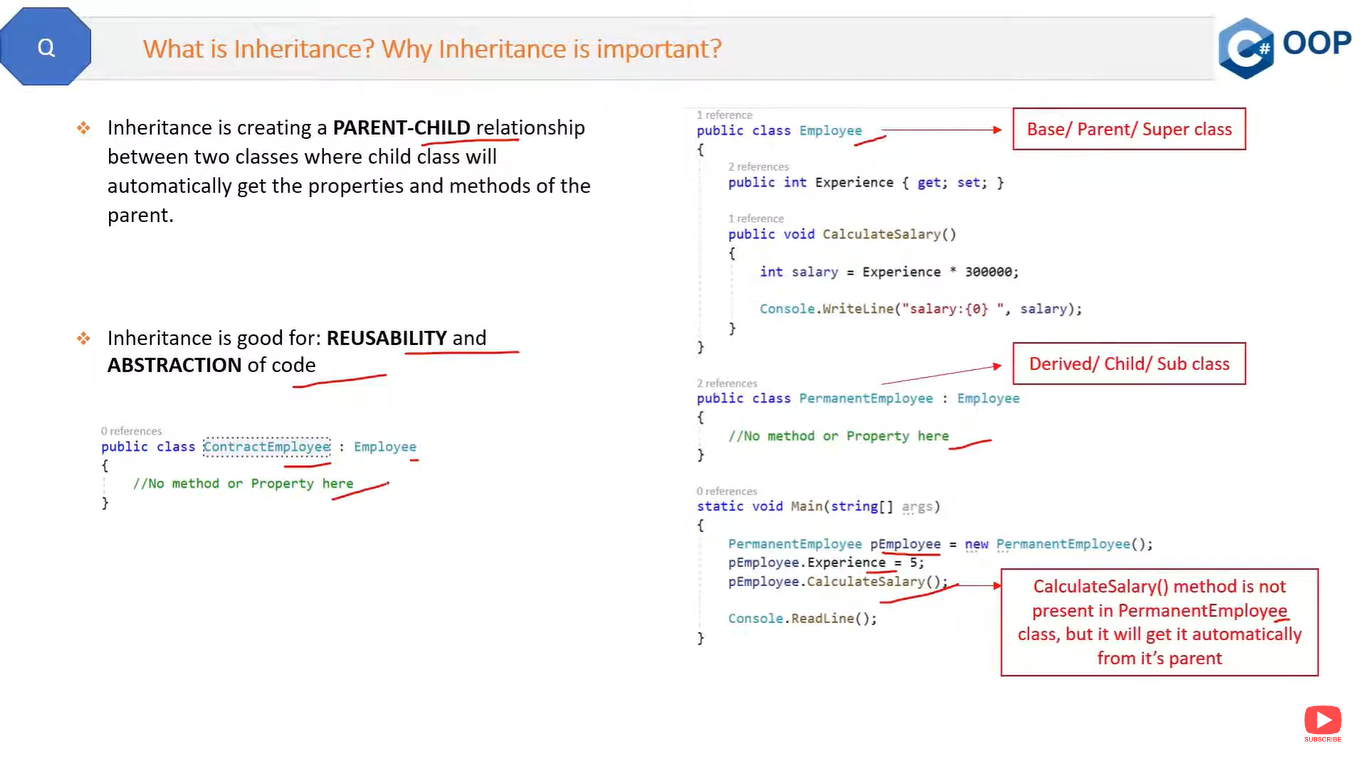 Q
What is Inheritance? Why Inheritance is important?
C#
OOP
Inheritance is creating a PARENT-CHILD relationship
between two classes where child class will
automatically get the properties and methods of the
parent.
Inheritance is good for: REUSABILITY and
ABSTRACTION of code
0 references
public class ContractEmployee : Employee
{
//No method or Property here
}
1 reference
public class Employee
Base/ Parent/ Super class
{
2 references
public int Experience { get; set; }
1 reference
public void CalculateSalary()
{
int salary = Experience * 300000;
Console.WriteLine("salary:{0} ", salary);
}
}
Derived/ Child/ Sub class
2 references
public class PermanentEmployee : Employee
{
//No method or Property here
}
0 references
static void Main(string[] args)
{
PermanentEmployee pEmployee = new PermanentEmployee();
pEmployee.Experience = 5;
pEmployee.CalculateSalary();
Console.ReadLine();
}
CalculateSalary() method is not
present in PermanentEmployee
class, but it will get it automatically
from it’s parent
SUBSCRIBE